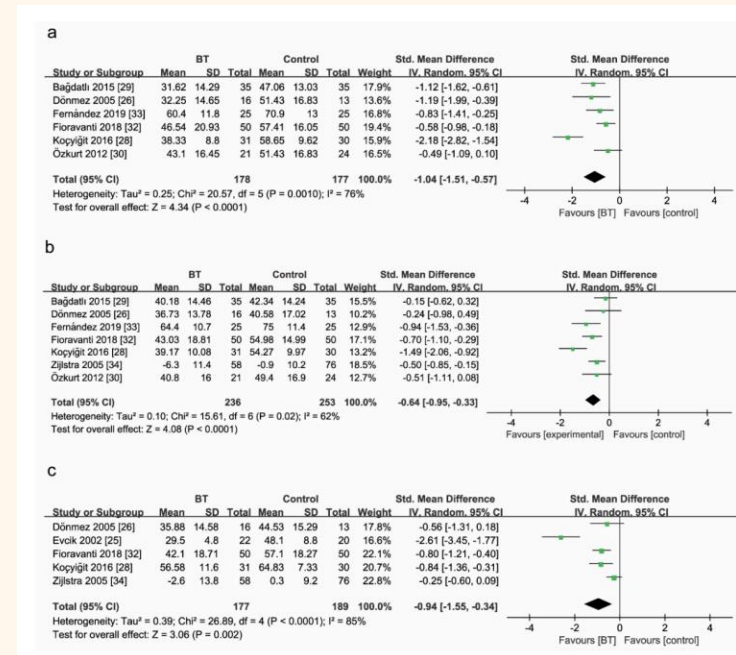 a
BT Control Std. Mean Difference Std. Mean Difference
Study or Subgroup Mean SD Total Mean SD Total Weight IV. Random. 95% CI IV. Random. 95% CI
Bağdatlı 2015 [29] 31.62 14.29 35 47.06 13.03 35 17.9% -1.12 [-1.62, -0.61]
Dönmez 2005 [26] 32.25 14.65 16 51.43 16.83 13 13.2% -1.19 [-1.99, -0.39]
Fernández 2019 [33] 60.4 11.8 25 70.9 13 25 17.0% -0.83 [-1.41, -0.25]
Fioravanti 2018 [32] 46.54 20.93 50 57.41 16.05 50 19.5% -0.58 [-0.98, -0.18]
Koçyiğit 2016 [28] 38.33 8.8 31 58.65 9.62 30 16.2% -2.18 [-2.82, -1.54]
Özkurt 2012 [30] 43.1 16.45 21 51.43 16.83 24 16.2% -0.49 [-1.09, 0.10]
Total (95% CI) 178 177 100.0% -1.04 [-1.51, -0.57]
Heterogeneity: Tau² = 0.25; Chi² = 20.57, df = 5 (P = 0.0010); I² = 76%
Test for overall effect: Z = 4.34 (P < 0.0001)
-4 -2 0 2 4
Favours [BT] Favours [control]
b
BT Control Std. Mean Difference Std. Mean Difference
Study or Subgroup Mean SD Total Mean SD Total Weight IV. Random. 95% CI IV. Random. 95% CI
Bağdatlı 2015 [29] 40.18 14.46 35 42.34 14.24 35 15.5% -0.15 [-0.62, 0.32]
Dönmez 2005 [26] 36.73 13.78 16 40.58 17.02 13 10.2% -0.24 [-0.98, 0.49]
Fernández 2019 [33] 64.4 10.7 25 75 11.4 25 12.9% -0.94 [-1.53, -0.36]
Fioravanti 2018 [32] 43.03 18.81 50 54.98 14.99 50 17.5% -0.70 [-1.10, -0.29]
Koçyiğit 2016 [28] 39.17 10.08 31 54.27 9.97 30 13.0% -1.49 [-2.06, -0.92]
Zijlstra 2005 [34] -6.3 11.4 58 -0.9 10.2 76 18.5% -0.50 [-0.85, -0.15]
Özkurt 2012 [30] 40.8 16 21 49.4 16.9 24 12.5% -0.51 [-1.11, 0.08]
Total (95% CI) 236 253 100.0% -0.64 [-0.95, -0.33]
Heterogeneity: Tau² = 0.10; Chi² = 15.61, df = 6 (P = 0.02); I² = 62%
Test for overall effect: Z = 4.08 (P < 0.0001)
-4 -2 0 2 4
Favours [experimental] Favours [control]
c
BT Control Std. Mean Difference Std. Mean Difference
Study or Subgroup Mean SD Total Mean SD Total Weight IV. Random. 95% CI IV. Random. 95% CI
Dönmez 2005 [26] 35.88 14.58 16 44.53 15.29 13 17.8% -0.56 [-1.31, 0.18]
Evcik 2002 [25] 29.5 4.8 22 48.1 8.8 20 16.5% -2.61 [-3.45, -1.77]
Fioravanti 2018 [32] 42.1 18.71 50 57.1 18.27 50 22.2% -0.80 [-1.21, -0.40]
Koçyiğit 2016 [28] 56.58 11.6 31 64.83 7.33 30 20.7% -0.84 [-1.36, -0.31]
Zijlstra 2005 [34] -2.6 13.8 58 0.3 9.2 76 22.8% -0.25 [-0.60, 0.09]
Total (95% CI) 177 189 100.0% -0.94 [-1.55, -0.34]
Heterogeneity: Tau² = 0.39; Chi² = 26.89, df = 4 (P < 0.0001); I² = 85%
Test for overall effect: Z = 3.06 (P = 0.002)
-4 -2 0 2 4
Favours [BT] Favours [control]